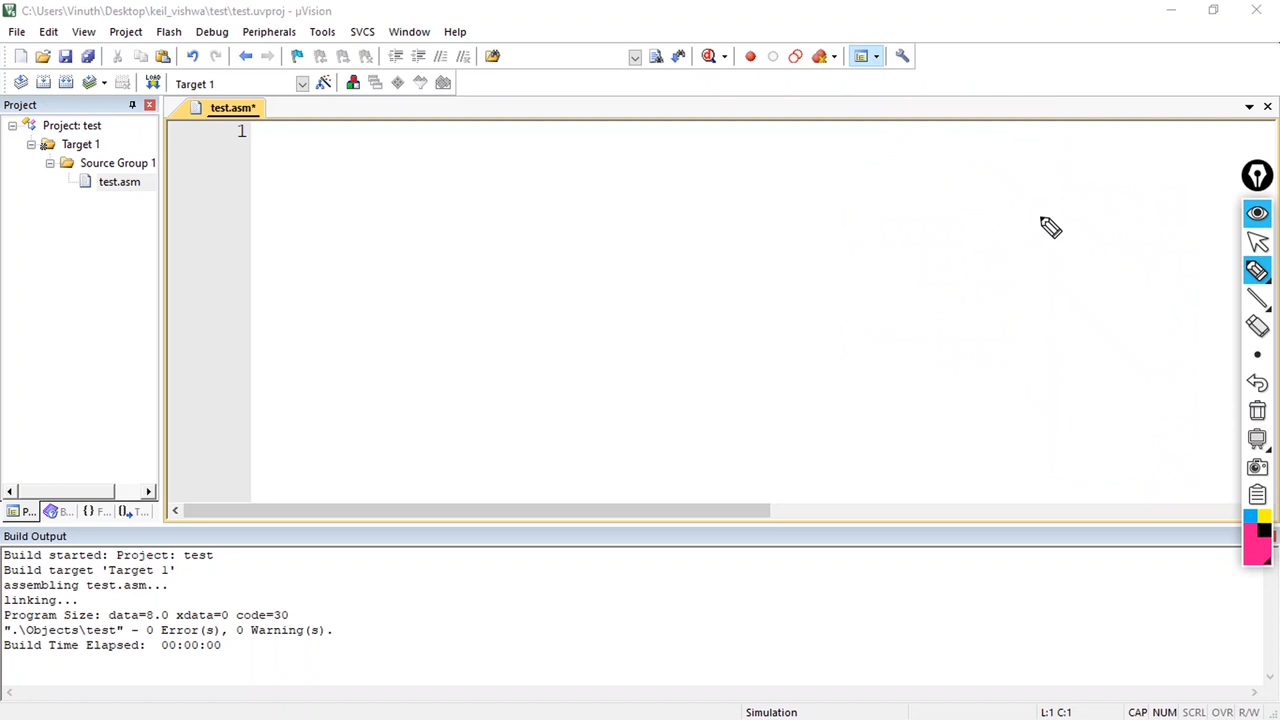 C:\Users\Vinuth\Desktop\keil_vishwa\test\test.uvproj - µVision
File Edit View Project Flash Debug Peripherals Tools SVCS Window Help
LOAD Target 1
Project
test.asm*
Project: test
Target 1
Source Group 1
test.asm
1
P... B... {} F... T...
Build Output
Build started: Project: test
Build target 'Target 1'
assembling test.asm...
linking...
Program Size: data=8.0 xdata=0 code=30
".\Objects\test" - 0 Error(s), 0 Warning(s).
Build Time Elapsed:  00:00:00
Simulation L:1 C:1 CAP NUM SCRL OVR R/W